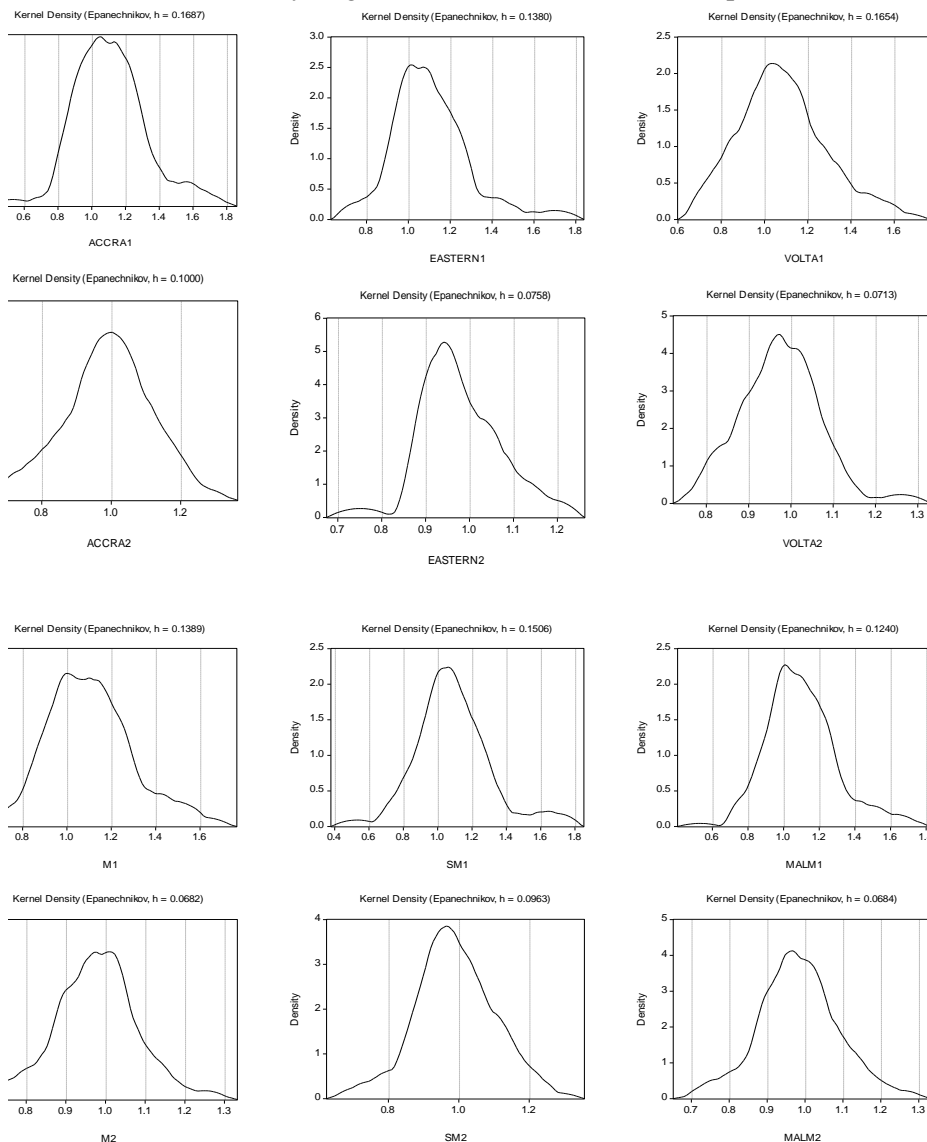 Kernel Density (Epanechnikov, h = 0.1687)
0.6 0.8 1.0 1.2 1.4 1.6 1.8
ACCRA1
Kernel Density (Epanechnikov, h = 0.1380)
Density
3.0
2.5
2.0
1.5
1.0
0.5
0.0
0.8 1.0 1.2 1.4 1.6 1.8
EASTERN1
Kernel Density (Epanechnikov, h = 0.1654)
Density
2.5
2.0
1.5
1.0
0.5
0.0
0.6 0.8 1.0 1.2 1.4 1.6
VOLTA1
Kernel Density (Epanechnikov, h = 0.1000)
0.8 1.0 1.2
ACCRA2
Kernel Density (Epanechnikov, h = 0.0758)
Density
6
5
4
3
2
1
0
0.7 0.8 0.9 1.0 1.1 1.2
EASTERN2
Kernel Density (Epanechnikov, h = 0.0713)
Density
5
4
3
2
1
0
0.8 0.9 1.0 1.1 1.2 1.3
VOLTA2
Kernel Density (Epanechnikov, h = 0.1389)
0.8 1.0 1.2 1.4 1.6
M1
Kernel Density (Epanechnikov, h = 0.1506)
Density
2.5
2.0
1.5
1.0
0.5
0.0
0.4 0.6 0.8 1.0 1.2 1.4 1.6 1.8
SM1
Kernel Density (Epanechnikov, h = 0.1240)
Density
2.5
2.0
1.5
1.0
0.5
0.0
0.6 0.8 1.0 1.2 1.4 1.6
MALM1
Kernel Density (Epanechnikov, h = 0.0682)
0.8 0.9 1.0 1.1 1.2 1.3
M2
Kernel Density (Epanechnikov, h = 0.0963)
Density
4
3
2
1
0
0.8 1.0 1.2
SM2
Kernel Density (Epanechnikov, h = 0.0684)
Density
5
4
3
2
1
0
0.7 0.8 0.9 1.0 1.1 1.2 1.3
MALM2